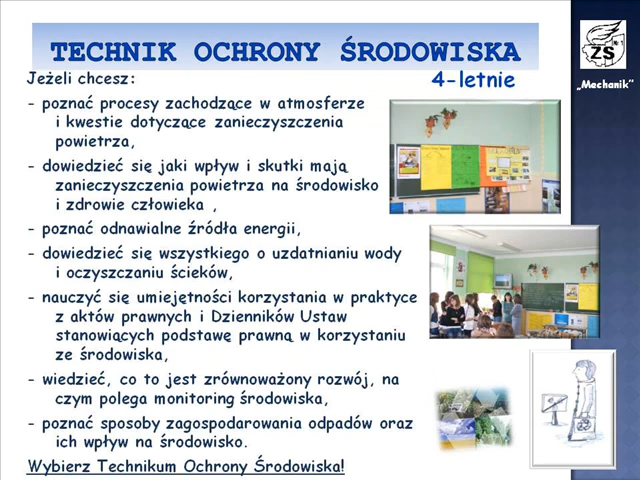 TECHNIK OCHRONY ŚRODOWISKA
4-letnie
Jeżeli chcesz:
- poznać procesy zachodzące w atmosferze
i kwestie dotyczące zanieczyszczenia
powietrza,
- dowiedzieć się jaki wpływ i skutki mają
zanieczyszczenia powietrza na środowisko
i zdrowie człowieka ,
- poznać odnawialne źródła energii,
- dowiedzieć się wszystkiego o uzdatnianiu wody
i oczyszczaniu ścieków,
- nauczyć się umiejętności korzystania w praktyce
z aktów prawnych i Dzienników Ustaw
stanowiących podstawę prawną w korzystaniu
ze środowiska,
- wiedzieć, co to jest zrównoważony rozwój, na
czym polega monitoring środowiska,
- poznać sposoby zagospodarowania odpadów oraz
ich wpływ na środowisko.
Wybierz Technikum Ochrony Środowiska!
ZS
„Mechanik”